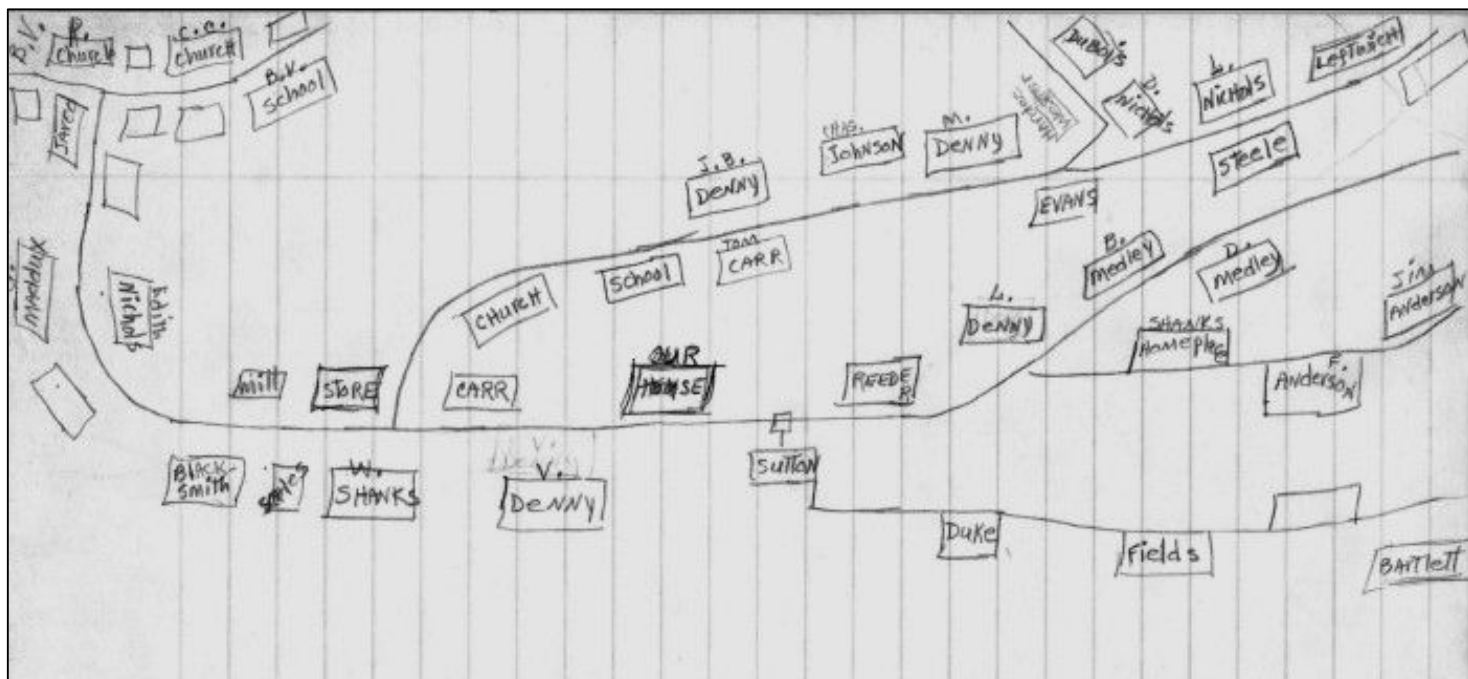 B.V.
P.
Church
C.C.
Church
B.V.
School
Jared
Maddux
Edith
Nichols
Mill
STORE
CARR
OUR
HOUSE
REEDER
L.
DENNY
B.
Medley
D.
Medley
SHANKS
Homeplace
Jim
Anderson
F.
Anderson
CHURCH
School
TOM
CARR
J.B.
DENNY
CHAS.
JOHNSON
M.
DENNY
DuBois
D.
Nichols
L.
NICHOLS
Leftwich
EVANS
Steele
BLACK-
Smith
W.
SHANKS
V.
DENNY
V.
DENNY
Sutton
Duke
Fields
BARTLETT